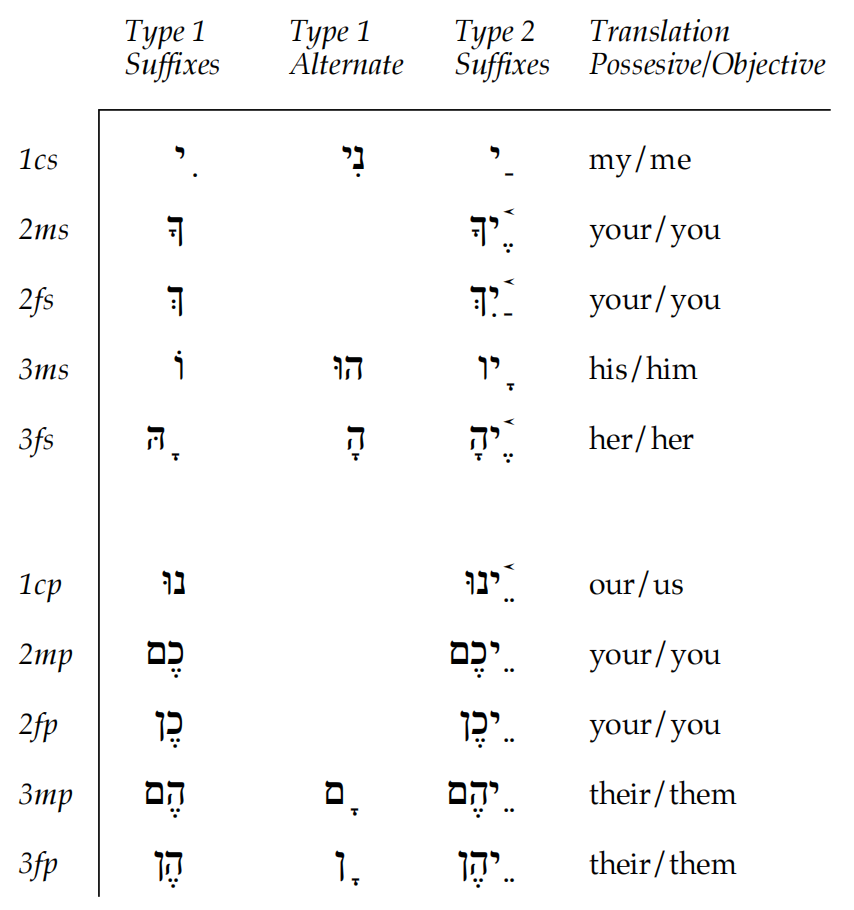 Type 1 Type 1 Type 2 Translation
Suffixes Alternate Suffixes Possesive/Objective
1cs ִי נִי ַי my/me
2ms ךָ ֶ֫יךָ your/you
2fs ךְ ַ֫יִךְ your/you
3ms וֹ הוּ ָיו his/him
3fs ָהּ הָ ֶ֫יהָ her/her
1cp נוּ ֵ֫ינוּ our/us
2mp כֶם ֵיכֶם your/you
2fp כֶן ֵיכֶן your/you
3mp הֶם ָם ֵיהֶם their/them
3fp הֶן ָן ֵיהֶן their/them